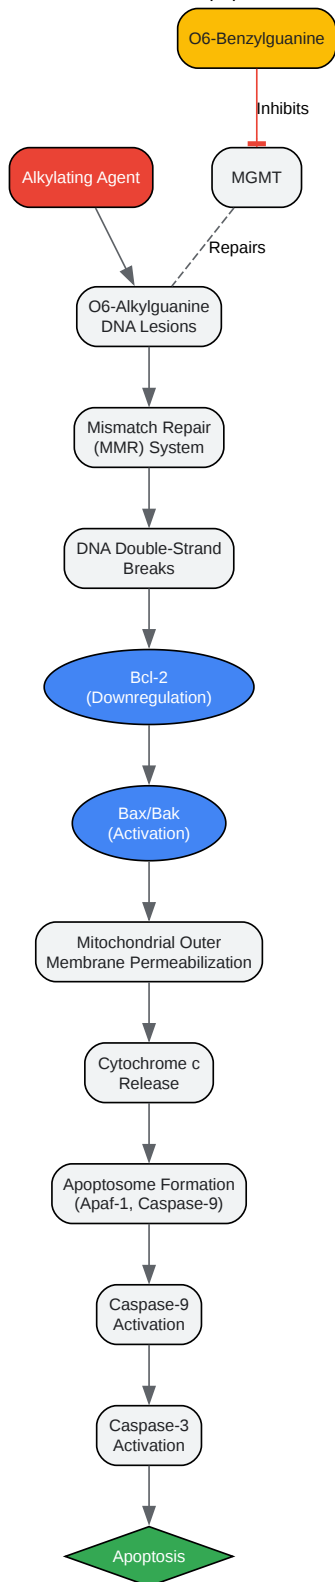 O6-Benzylguanine
Inhibits
Alkylating Agent
MGMT
Repairs
O6-Alkylguanine
DNA Lesions
Mismatch Repair
(MMR) System
DNA Double-Strand
Breaks
Bcl-2
(Downregulation)
Bax/Bak
(Activation)
Mitochondrial Outer
Membrane Permeabilization
Cytochrome c
Release
Apoptosome Formation
(Apaf-1, Caspase-9)
Caspase-9
Activation
Caspase-3
Activation
Apoptosis